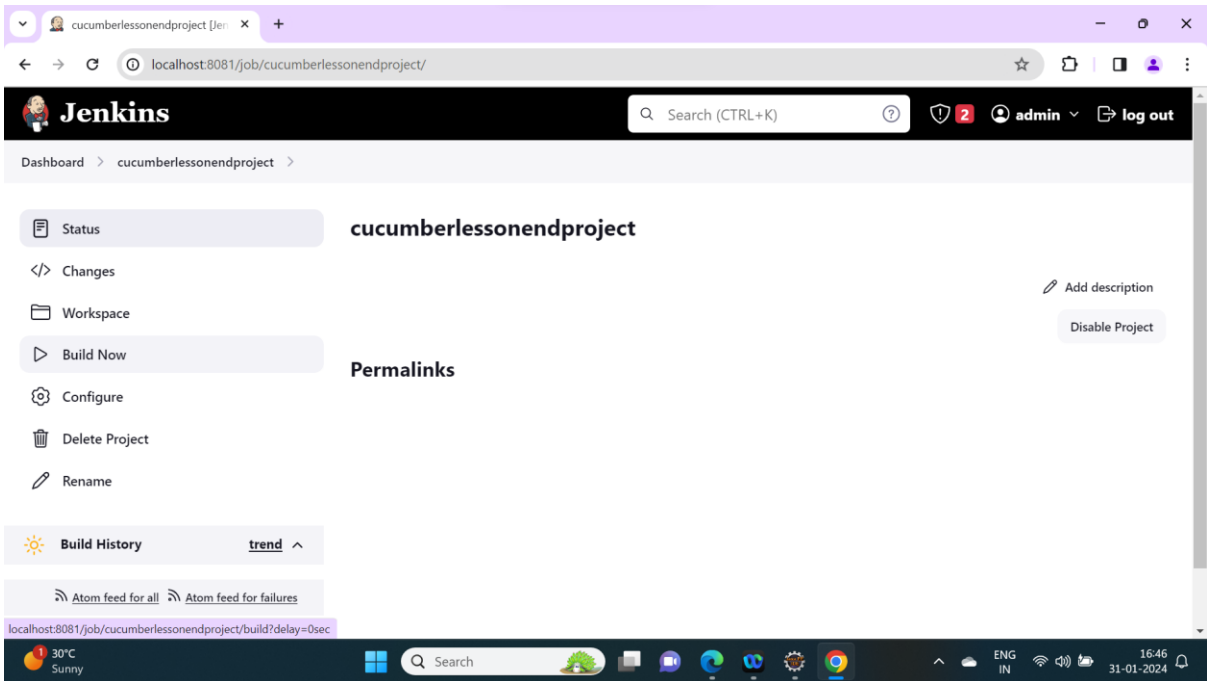 cucumberlessonendproject [Jen
localhost:8081/job/cucumberlessonendproject/
Jenkins
Search (CTRL+K)
2
admin
log out
Dashboard > cucumberlessonendproject >
Status
cucumberlessonendproject
Changes
Add description
Workspace
Disable Project
Build Now
Permalinks
Configure
Delete Project
Rename
Build History trend
Atom feed for all Atom feed for failures
localhost:8081/job/cucumberlessonendproject/build?delay=0sec
1
30°C
Sunny
Search
ENG
IN
16:46
31-01-2024